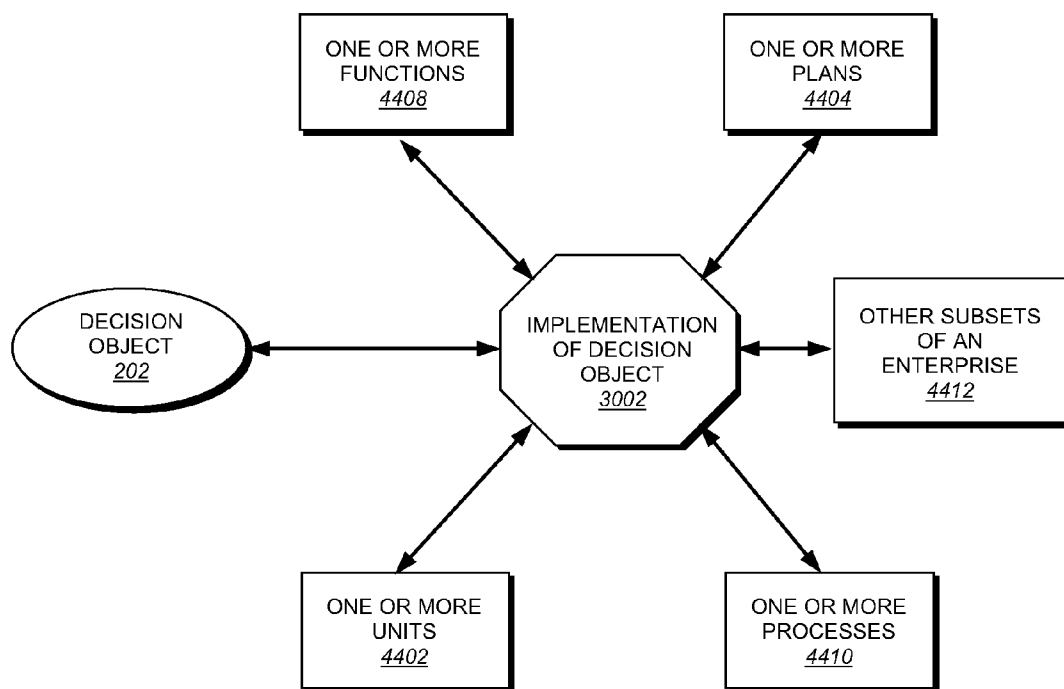 ONE OR MORE
FUNCTIONS
4408
ONE OR MORE
PLANS
4404
DECISION
OBJECT
202
IMPLEMENTATION
OF DECISION
OBJECT
3002
OTHER SUBSETS
OF AN
ENTERPRISE
4412
ONE OR MORE
UNITS
4402
ONE OR MORE
PROCESSES
4410